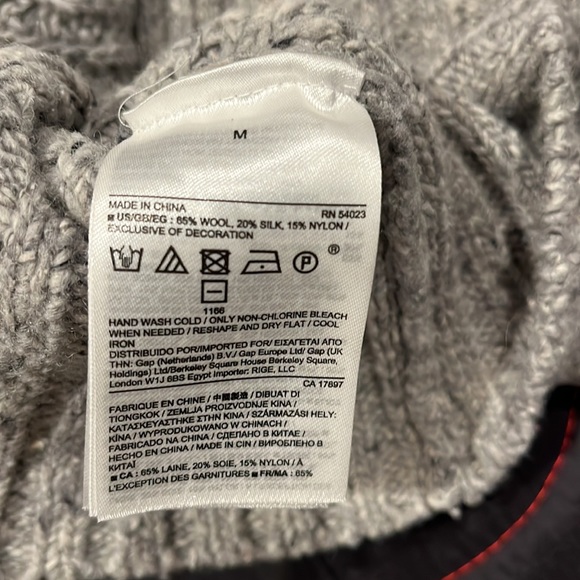 M
MADE IN CHINA RN 54023
US/GB/EG : 65% WOOL, 20% SILK, 15% NYLON /
EXCLUSIVE OF DECORATION
P ®
1166
HAND WASH COLD / ONLY NON-CHLORINE BLEACH
WHEN NEEDED / RESHAPE AND DRY FLAT / COOL
IRON
DISTRIBUIDO POR/IMPORTED FOR/ ΕΙΣΑΓΕΤΑΙ ΑΠΟ
ΤΗΝ: Gap (Netherlands) B.V./ Gap Europe Ltd/ Gap (UK
Holdings) Ltd/Berkeley Square House Berkeley Square,
London W1J 6BS Egypt Importer: RIGE, LLC
CA 17897
FABRIQUE EN CHINE / 中國製造 / DIBUAT DI
TIONGKOK / ZEMLJA PROIZVODNJE KINA /
ΚΑΤΑΣΚΕΥΑΣΤΗΚΕ ΣΤΗΝ ΚΙΝΑ / SZÁRMAZÁSI HELY:
KÍNA / WYPRODUKOWANO W CHINACH /
FABRICADO NA CHINA / СДЕЛАНО В КИТАЕ /
HECHO EN CHINA / MADE IN CIN / ВИРОБЛЕНО В
КИТАЇ
CA : 65% LAINE, 20% SOIE, 15% NYLON / À
L'EXCEPTION DES GARNITURES FR/MA : 65%